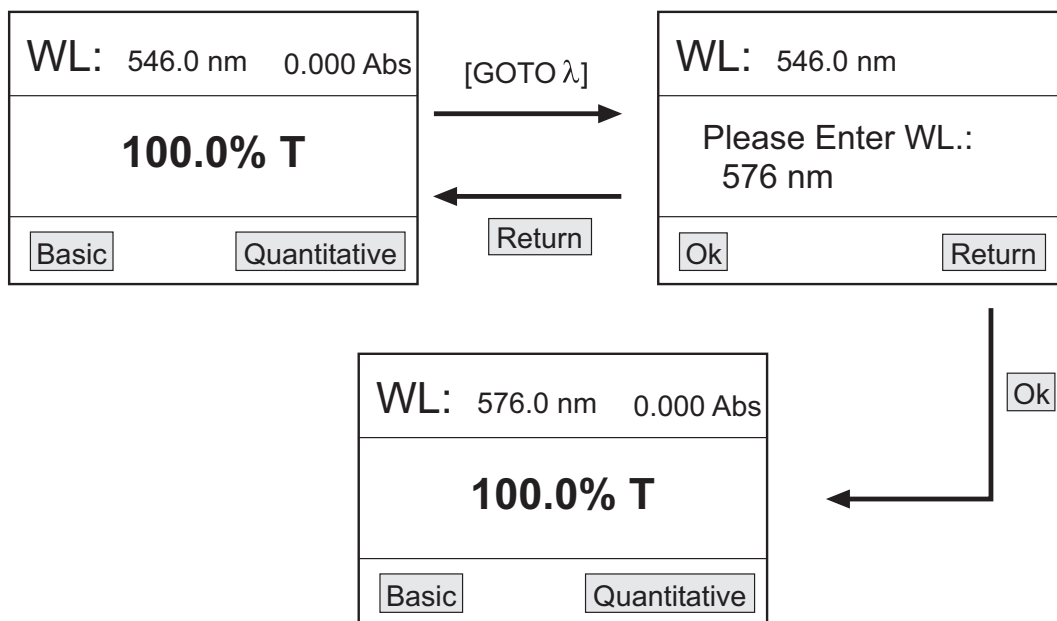 WL: 546.0 nm 0.000 Abs
100.0% T
Basic Quantitative
[GOTO λ]
Return
WL: 546.0 nm
Please Enter WL.:
576 nm
Ok Return
Ok
WL: 576.0 nm 0.000 Abs
100.0% T
Basic Quantitative